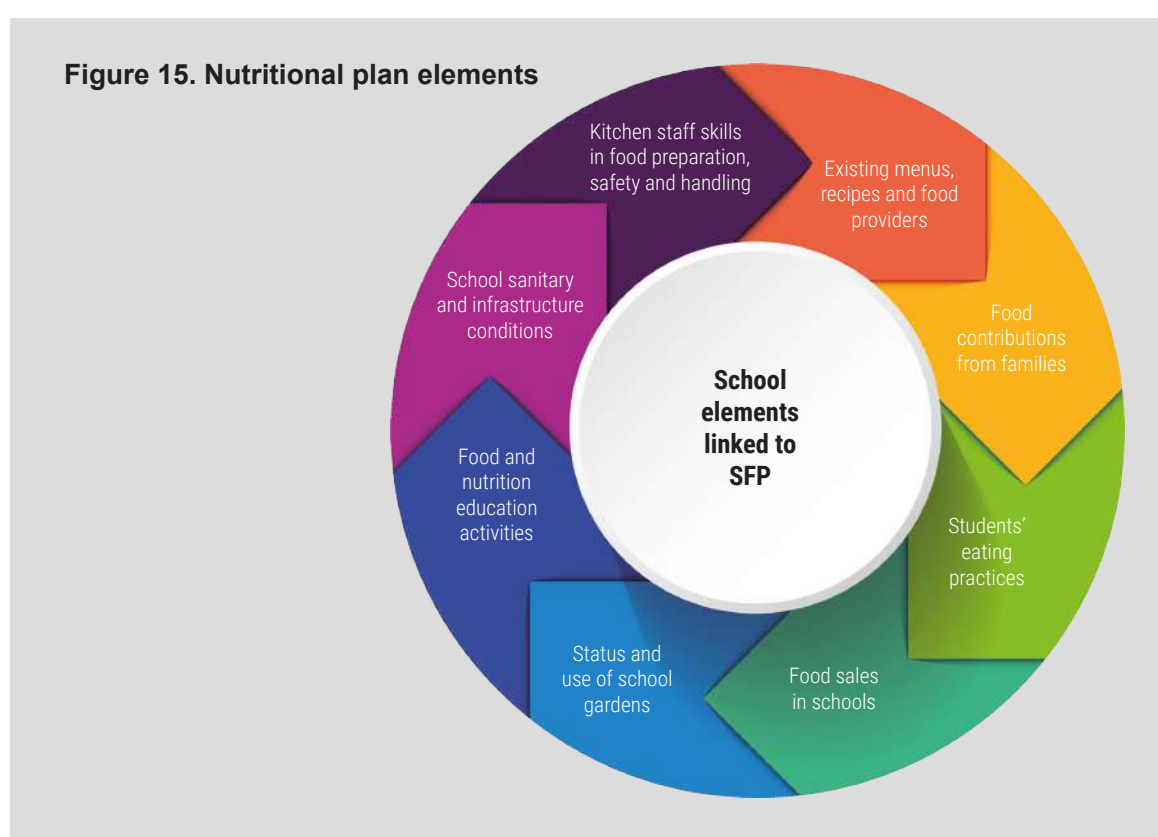 Figure 15. Nutritional plan elements
Kitchen staff skills
in food preparation,
safety and handling
Existing menus,
recipes and food
providers
Food
contributions
from families
Students’
eating
practices
Food sales
in schools
Status and
use of school
gardens
Food and
nutrition
education
activities
School sanitary
and infrastructure
conditions
School
elements
linked to
SFP